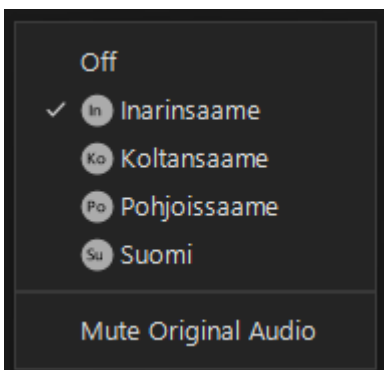 Off
In Inarinsaame
Ko Koltansaame
Po Pohjoissaame
Su Suomi
Mute Original Audio